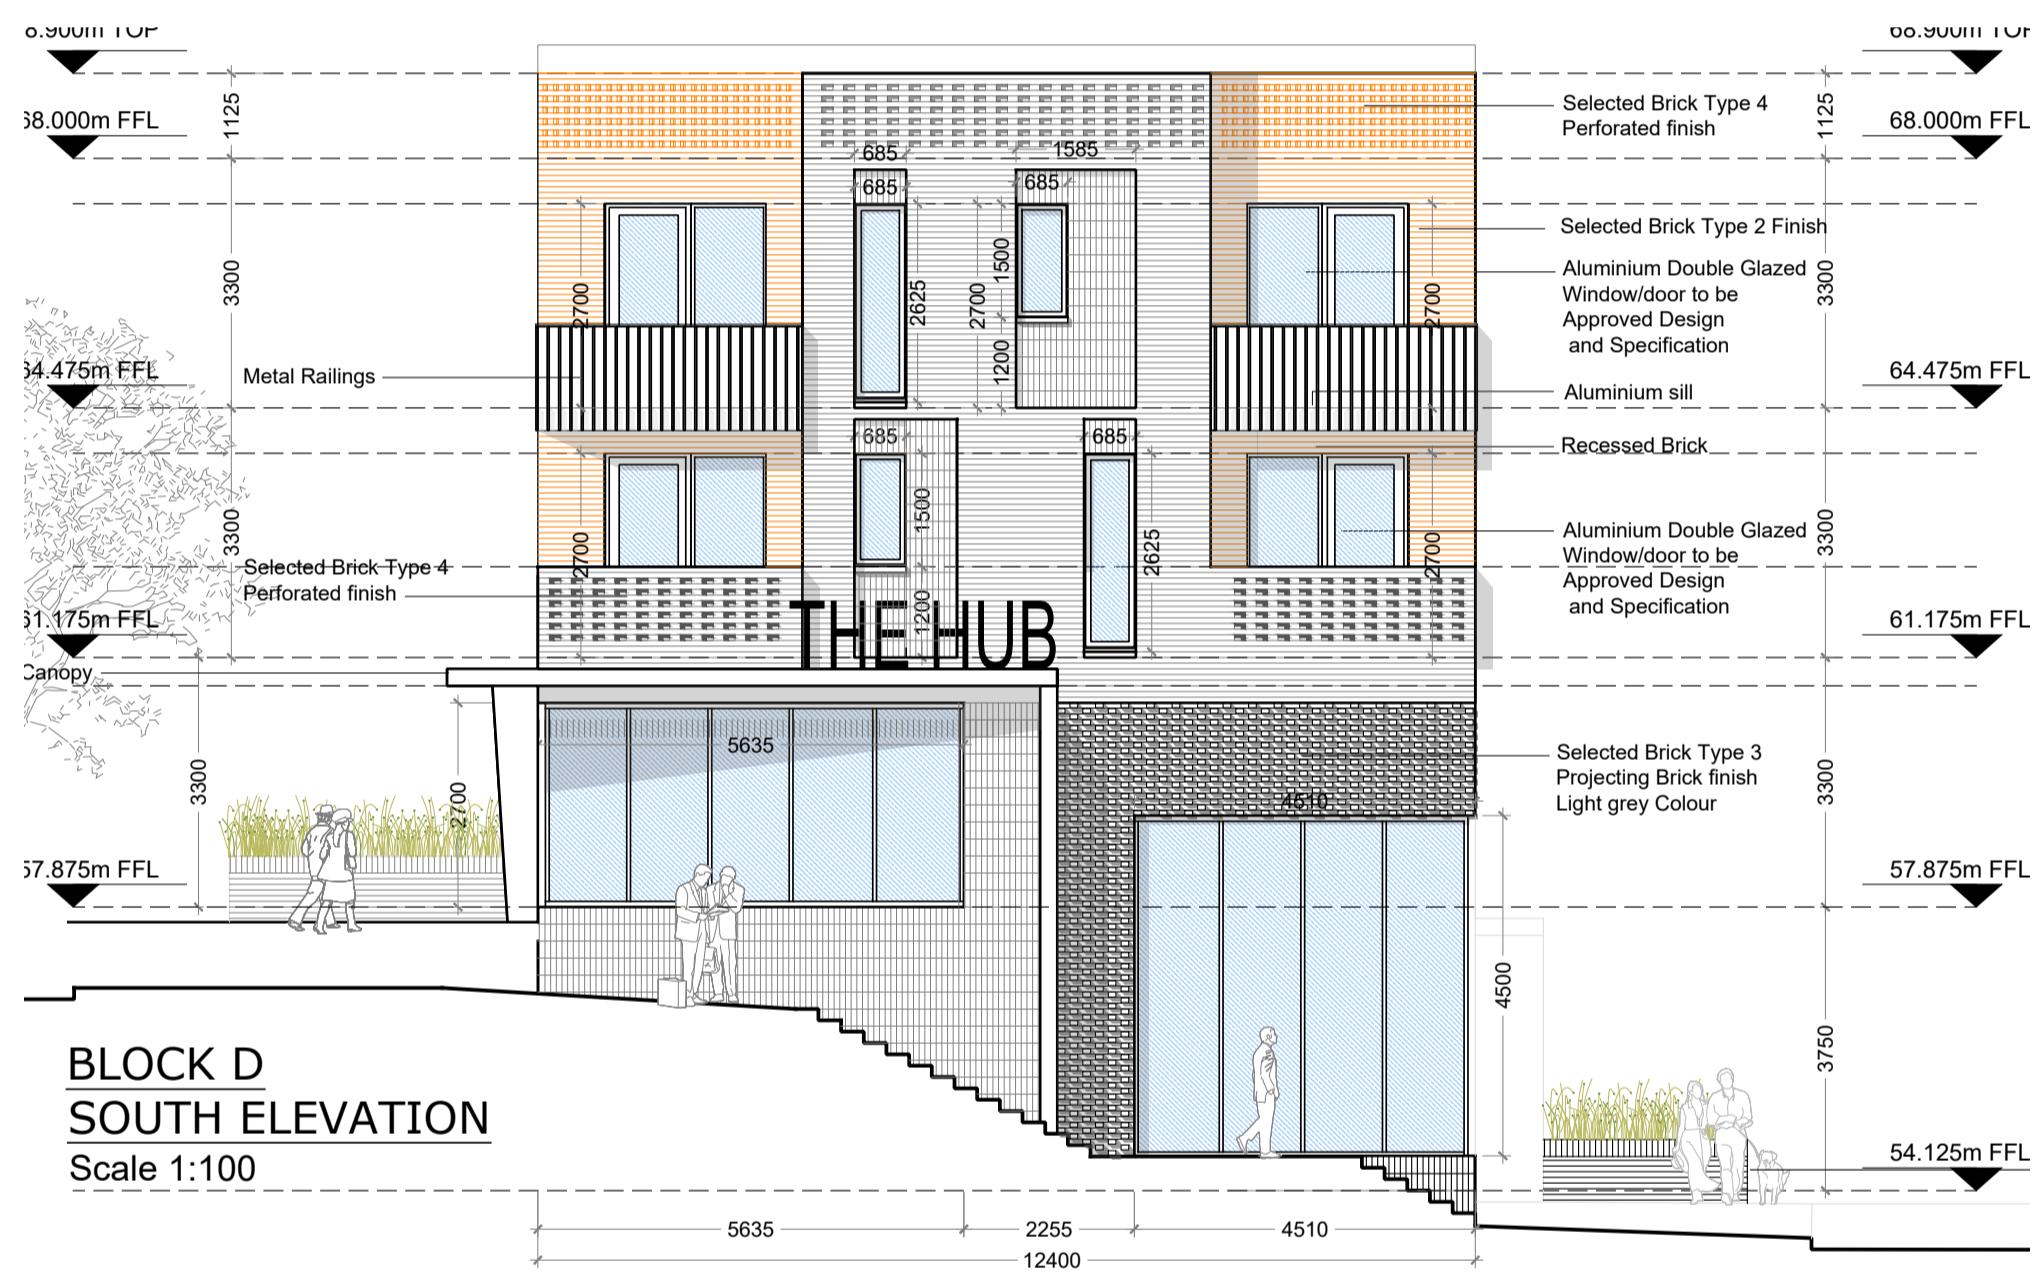 8.900m TOP
68.900m TOP
1125
1125
Selected Brick Type 4
Perforated finish
68.000m FFL
68.000m FFL
685
1585
685
685
Selected Brick Type 2 Finish
Aluminium Double Glazed
Window/door to be
Approved Design
and Specification
3300
2700
2625
2700
1500
1200
2700
3300
64.475m FFL
Metal Railings
64.475m FFL
Aluminium sill
685
685
Recessed Brick
3300
2700
1500
1200
2625
2700
3300
Aluminium Double Glazed
Window/door to be
Approved Design
and Specification
Selected Brick Type 4
Perforated finish
THE HUB
61.175m FFL
61.175m FFL
Canopy
5635
Selected Brick Type 3
Projecting Brick finish
Light grey Colour
3300
2700
4510
3300
57.875m FFL
57.875m FFL
4500
3750
BLOCK D
SOUTH ELEVATION
Scale 1:100
54.125m FFL
5635
2255
4510
12400